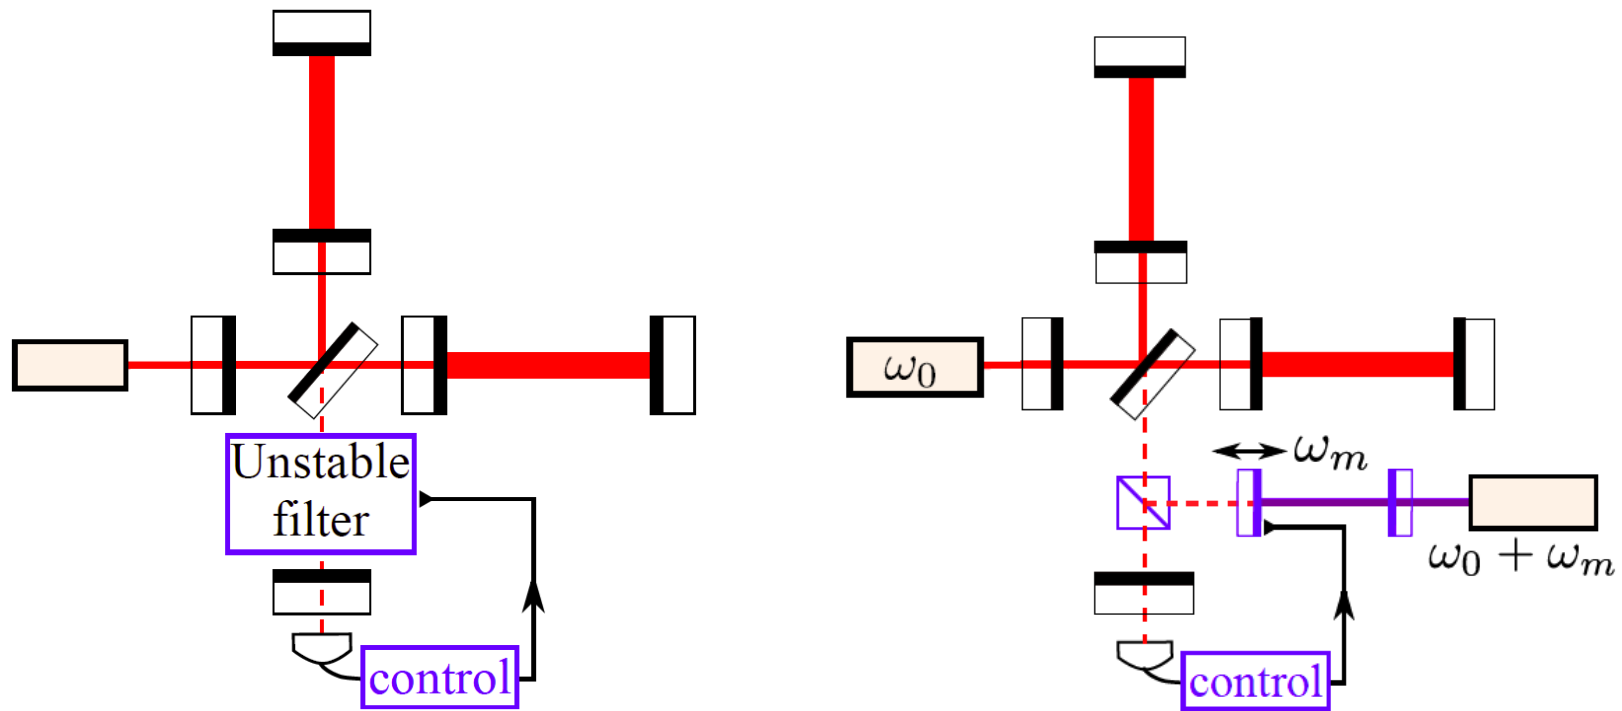 Unstable
filter
control
ω₀
ωₘ
ω₀ + ωₘ
control